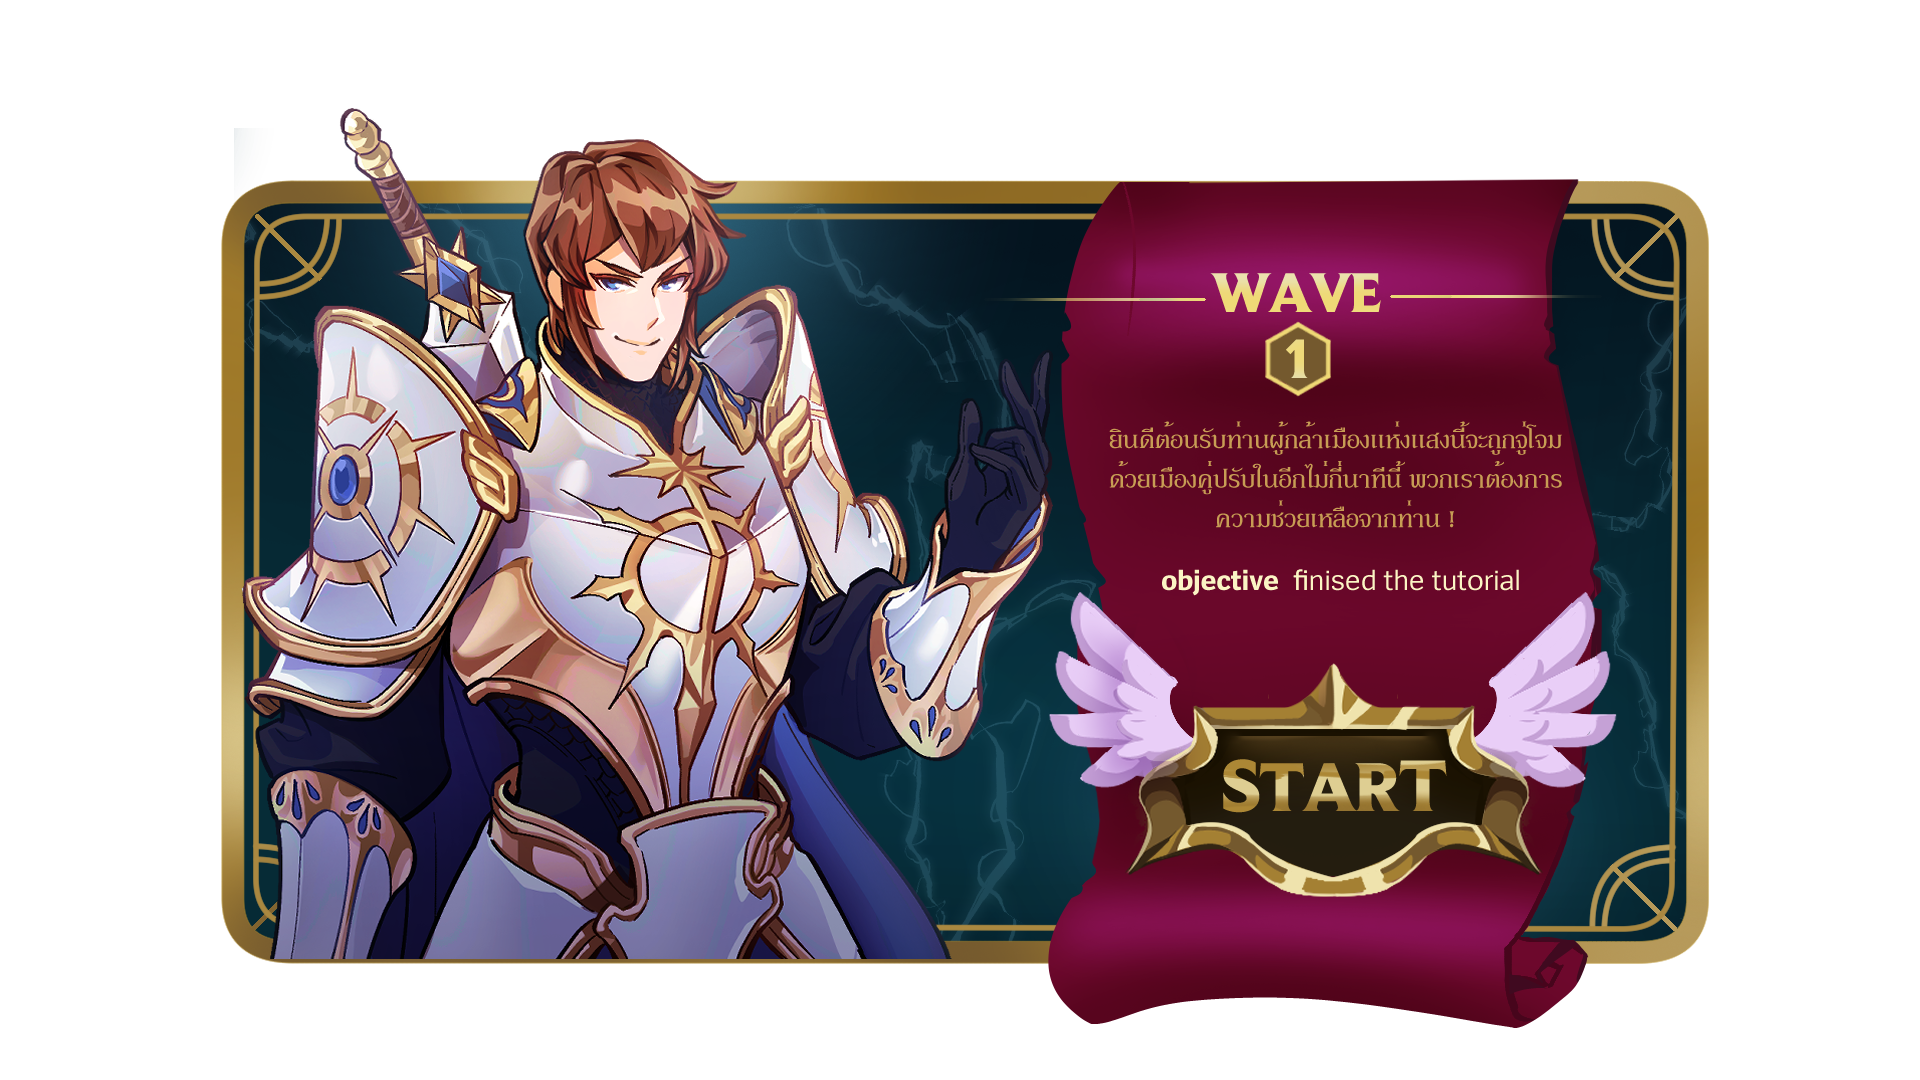 WAVE
1
ยินดีต้อนรับท่านผู้กล้าเมืองแห่งแสงนี้จะถูกจู่โจม
ด้วยเมืองคู่ปรับในอีกไม่กี่นาทีนี้ พวกเราต้องการ
ความช่วยเหลือจากท่าน !
objective finised the tutorial
START